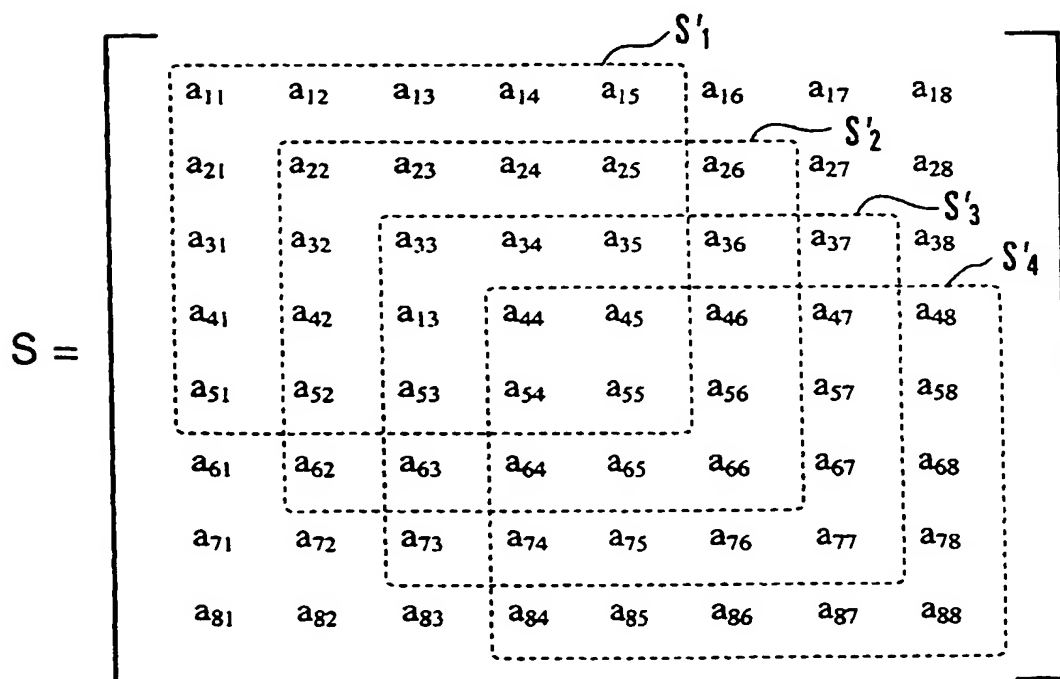 S'₁
a₁₁ a₁₂ a₁₃ a₁₄ a₁₅ a₁₆ a₁₇ a₁₈
S'₂
a₂₁ a₂₂ a₂₃ a₂₄ a₂₅ a₂₆ a₂₇ a₂₈
S'₃
a₃₁ a₃₂ a₃₃ a₃₄ a₃₅ a₃₆ a₃₇ a₃₈
S'₄
S = a₄₁ a₄₂ a₁₃ a₄₄ a₄₅ a₄₆ a₄₇ a₄₈
a₅₁ a₅₂ a₅₃ a₅₄ a₅₅ a₅₆ a₅₇ a₅₈
a₆₁ a₆₂ a₆₃ a₆₄ a₆₅ a₆₆ a₆₇ a₆₈
a₇₁ a₇₂ a₇₃ a₇₄ a₇₅ a₇₆ a₇₇ a₇₈
a₈₁ a₈₂ a₈₃ a₈₄ a₈₅ a₈₆ a₈₇ a₈₈